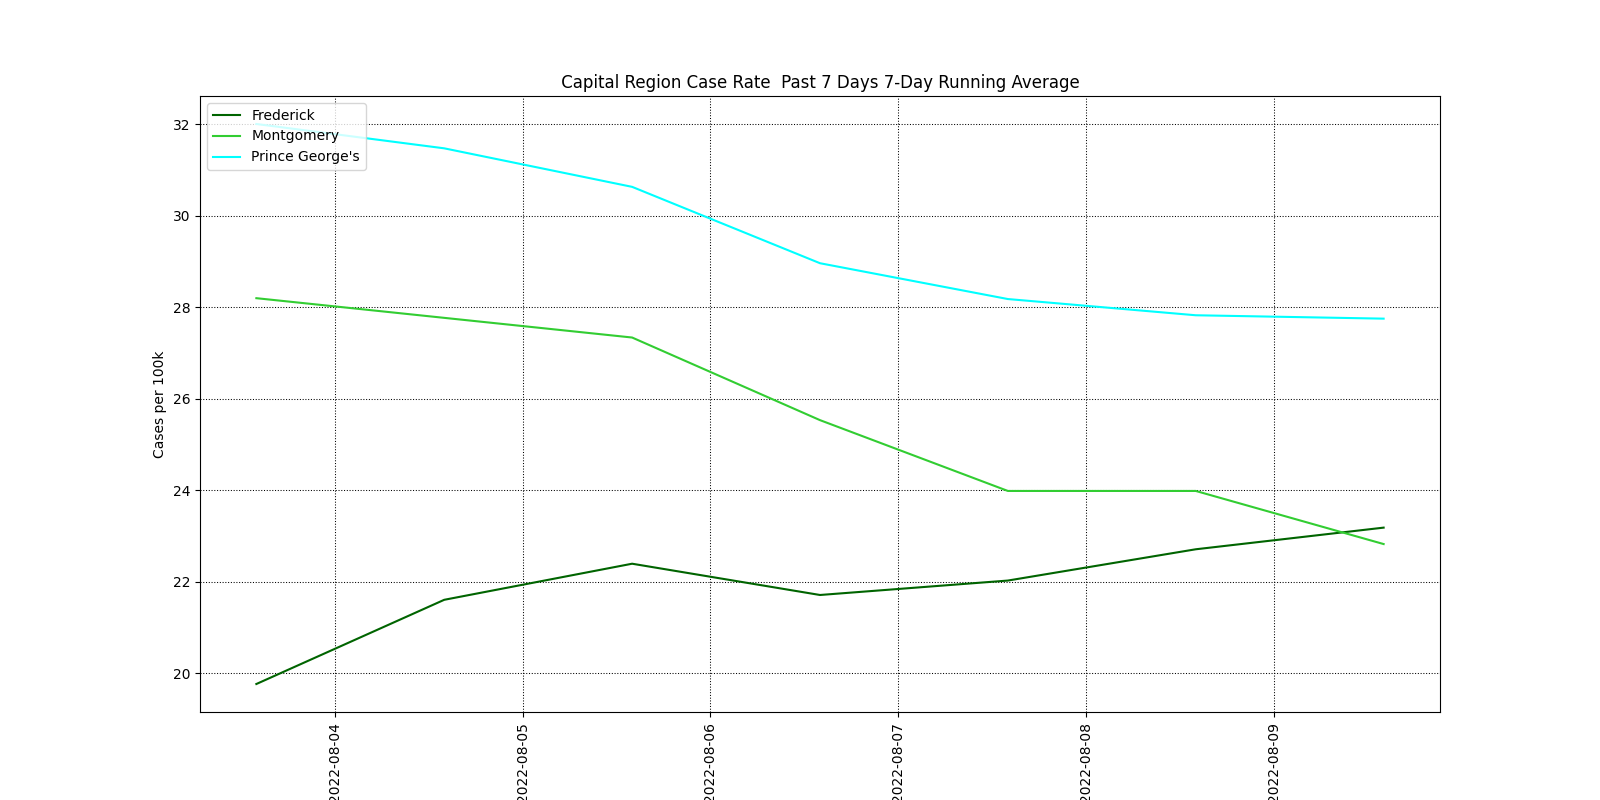 Capital Region Case Rate  Past 7 Days 7-Day Running Average
Frederick
Montgomery
Prince George's
Cases per 100k
32
30
28
26
24
22
20
2022-08-04
2022-08-05
2022-08-06
2022-08-07
2022-08-08
2022-08-09